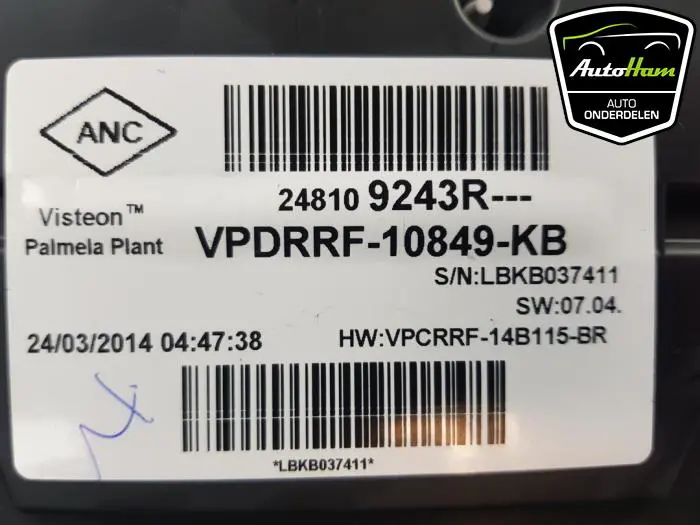 AutoHam
AUTO
ONDERDELEN
ANC
Visteon™
Palmela Plant
24810 9243R---
VPDRRF-10849-KB
S/N:LBKB037411
SW:07.04.
24/03/2014 04:47:38
HW:VPCRRF-14B115-BR
*LBKB037411*